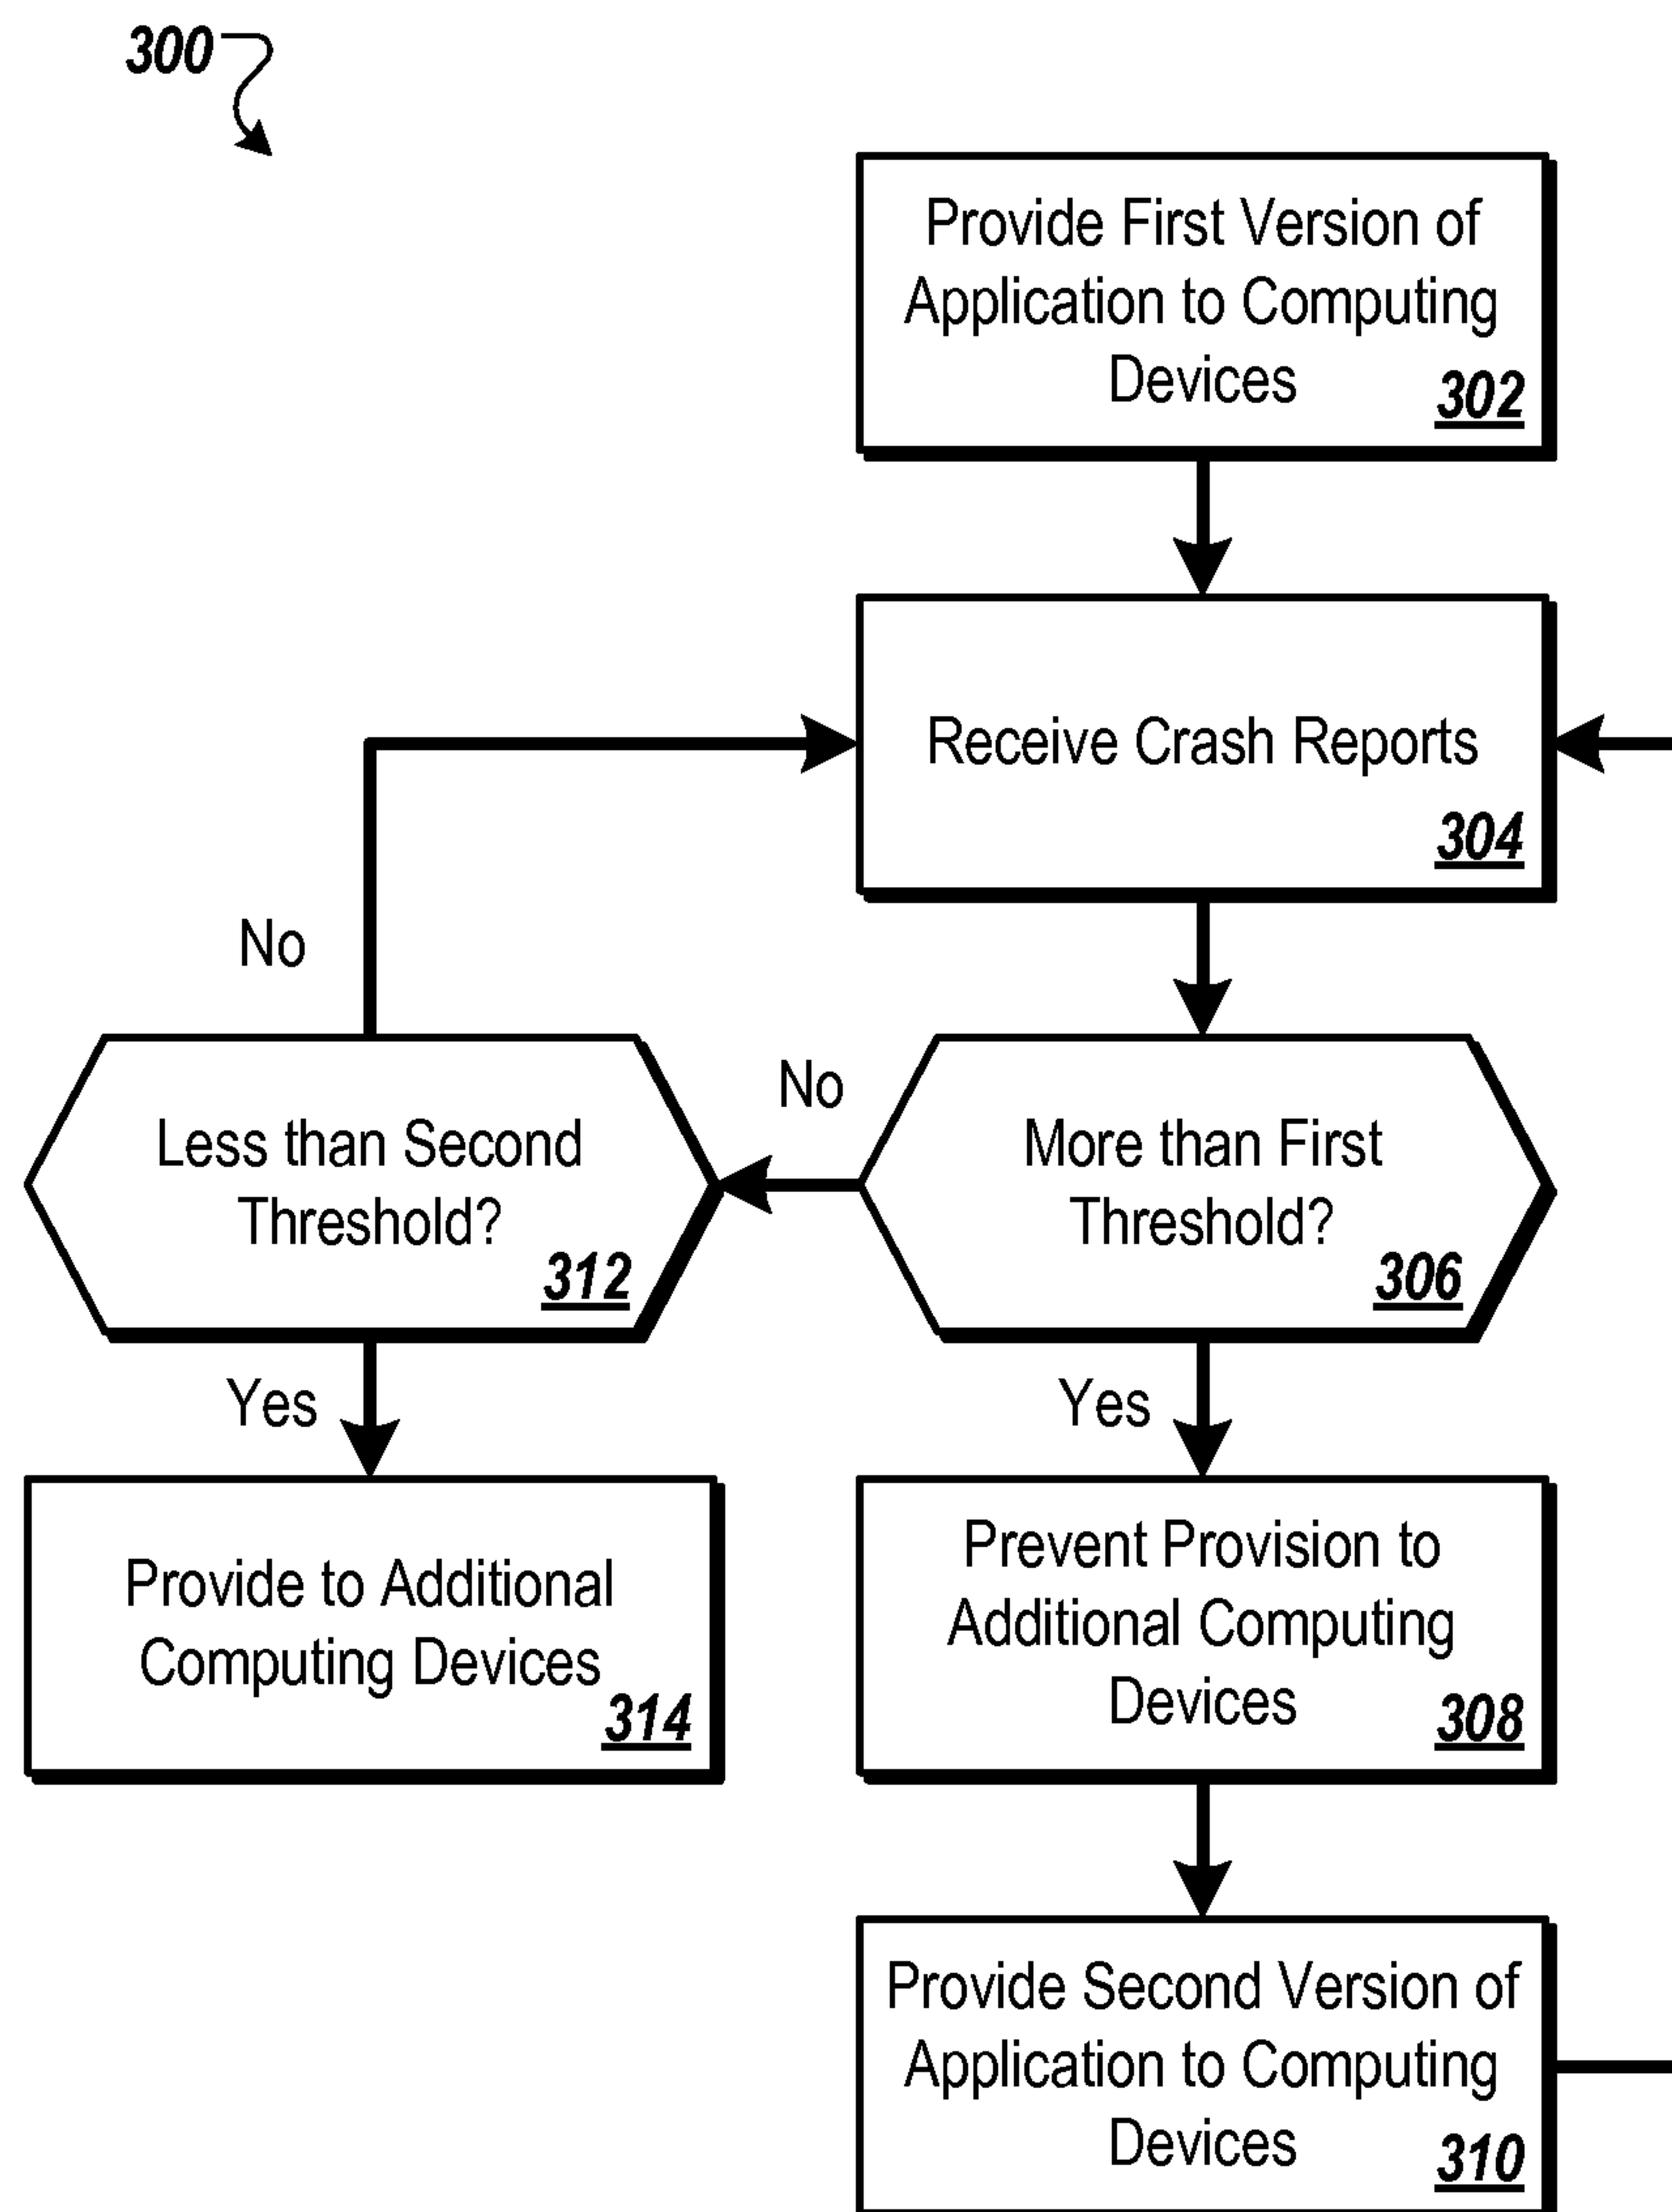 300
Provide First Version of
Application to Computing
Devices
302
Receive Crash Reports
304
No
Less than Second
Threshold?
312
No
More than First
Threshold?
306
Yes
Yes
Provide to Additional
Computing Devices
314
Prevent Provision to
Additional Computing
Devices
308
Provide Second Version of
Application to Computing
Devices
310